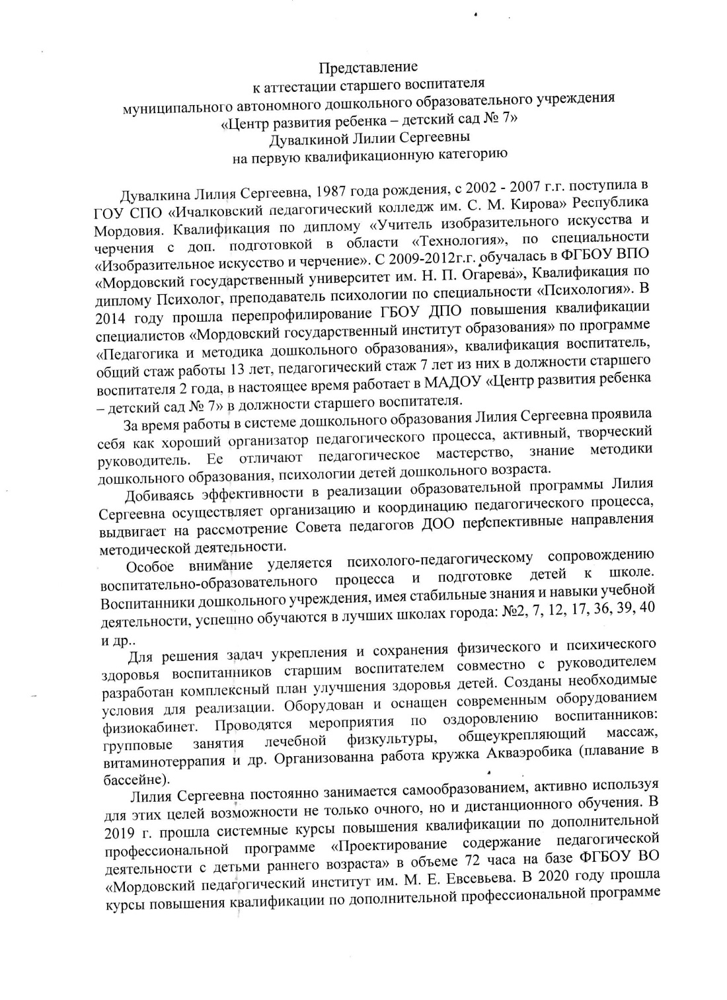 Представление
к аттестации старшего воспитателя
муниципального автономного дошкольного образовательного учреждения
«Центр развития ребенка – детский сад № 7»
Дувалкиной Лилии Сергеевны
на первую квалификационную категорию
Дувалкина Лилия Сергеевна, 1987 года рождения, с 2002 - 2007 г.г. поступила в
ГОУ СПО «Ичалковский педагогический колледж им. С. М. Кирова» Республика
Мордовия. Квалификация по диплому «Учитель изобразительного искусства и
черчения с доп. подготовкой в области «Технология», по специальности
«Изобразительное искусство и черчение». С 2009-2012г.г. обучалась в ФГБОУ ВПО
«Мордовский государственный университет им. Н. П. Огарева», Квалификация по
диплому Психолог, преподаватель психологии по специальности «Психология». В
2014 году прошла перепрофилирование ГБОУ ДПО повышения квалификации
специалистов «Мордовский государственный институт образования» по программе
«Педагогика и методика дошкольного образования», квалификация воспитатель,
общий стаж работы 13 лет, педагогический стаж 7 лет из них в должности старшего
воспитателя 2 года, в настоящее время работает в МАДОУ «Центр развития ребенка
– детский сад № 7» в должности старшего воспитателя.
За время работы в системе дошкольного образования Лилия Сергеевна проявила
себя как хороший организатор педагогического процесса, активный, творческий
руководитель. Ее отличают педагогическое мастерство, знание методики
дошкольного образования, психологии детей дошкольного возраста.
Добиваясь эффективности в реализации образовательной программы Лилия
Сергеевна осуществляет организацию и координацию педагогического процесса,
выдвигает на рассмотрение Совета педагогов ДОО перспективные направления
методической деятельности.
Особое внимание уделяется психолого-педагогическому сопровождению
воспитательно-образовательного процесса и подготовке детей к школе.
Воспитанники дошкольного учреждения, имея стабильные знания и навыки учебной
деятельности, успешно обучаются в лучших школах города: №2, 7, 12, 17, 36, 39, 40
и др..
Для решения задач укрепления и сохранения физического и психического
здоровья воспитанников старшим воспитателем совместно с руководителем
разработан комплексный план улучшения здоровья детей. Созданы необходимые
условия для реализации. Оборудован и оснащен современным оборудованием
физиокабинет. Проводятся мероприятия по оздоровлению воспитанников:
групповые занятия лечебной физкультуры, общеукрепляющий массаж,
витаминотеррапия и др. Организованна работа кружка Акваэробика (плавание в
бассейне).
Лилия Сергеевна постоянно занимается самообразованием, активно используя
для этих целей возможности не только очного, но и дистанционного обучения. В
2019 г. прошла системные курсы повышения квалификации по дополнительной
профессиональной программе «Проектирование содержание педагогической
деятельности с детьми раннего возраста» в объеме 72 часа на базе ФГБОУ ВО
«Мордовский педагогический институт им. М. Е. Евсевьева. В 2020 году прошла
курсы повышения квалификации по дополнительной профессиональной программе